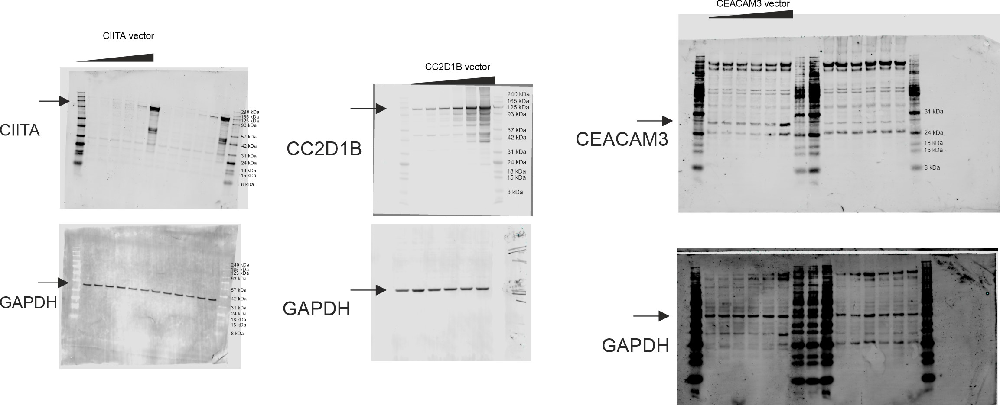 CIITA vector
CIITA
240 kDa
165 kDa
125 kDa
93 kDa
57 kDa
42 kDa
31 kDa
24 kDa
18 kDa
15 kDa
8 kDa
GAPDH
240 kDa
165 kDa
125 kDa
93 kDa
57 kDa
42 kDa
31 kDa
24 kDa
18 kDa
15 kDa
8 kDa
CC2D1B vector
CC2D1B
240 kDa
165 kDa
125 kDa
93 kDa
57 kDa
42 kDa
31 kDa
24 kDa
18 kDa
15 kDa
8 kDa
GAPDH
CEACAM3 vector
CEACAM3
31 kDa
24 kDa
18 kDa
15 kDa
8 kDa
GAPDH